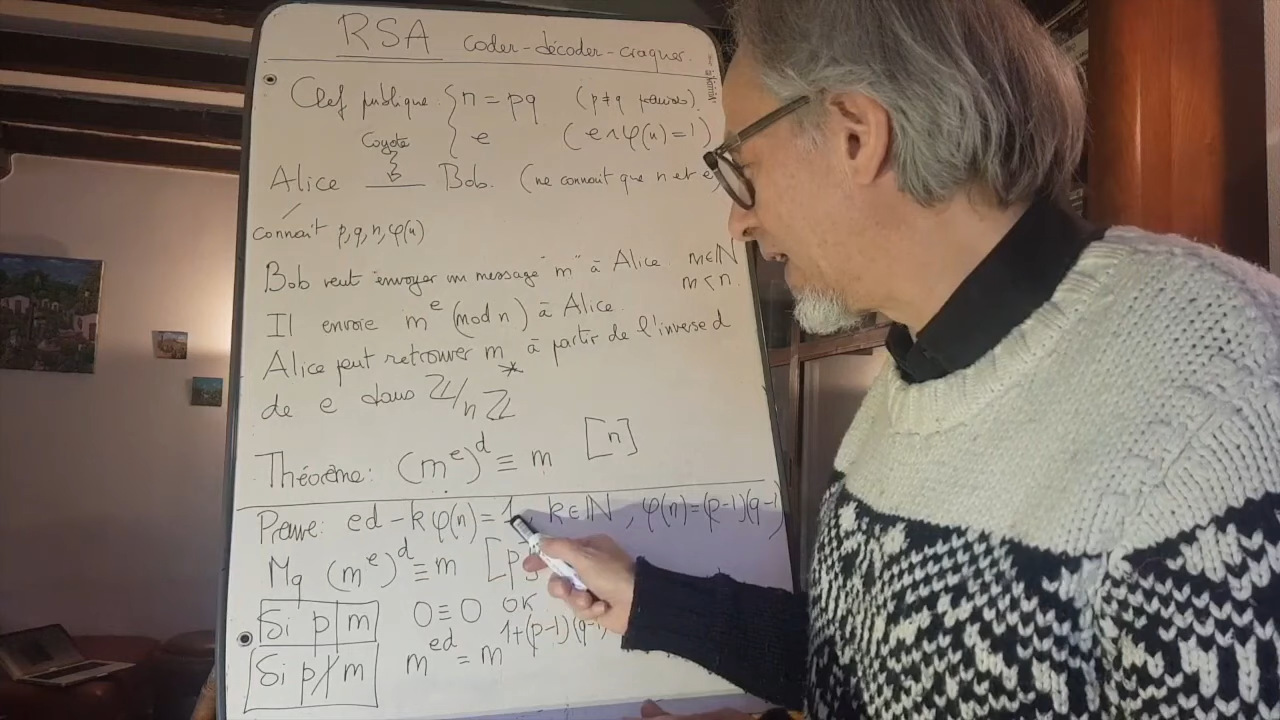 RSA coder-décoder-craquer.
Clef publique: { n = pq (p≠q premiers)
e (e∧φ(n)=1)
Coyote
Alice Bob. (ne connaît que n et e
connaît p,q,n,φ(n)
Bob veut envoyer un message "m" à Alice. m∈ℕ
m<n.
Il envoie m^e (mod n) à Alice.
Alice peut retrouver m à partir de l'inverse d
de e dans ℤ/nℤ*
Théorème: (m^e)^d ≡ m [n]
Preuve: ed - kφ(n) = 1, k∈ℕ, φ(n)=(p-1)(q-1)
Mq (m^e)^d ≡ m [p]
Si p|m 0≡0 OK
Si p∤m m^ed = m^1+(p-1)(q-1)